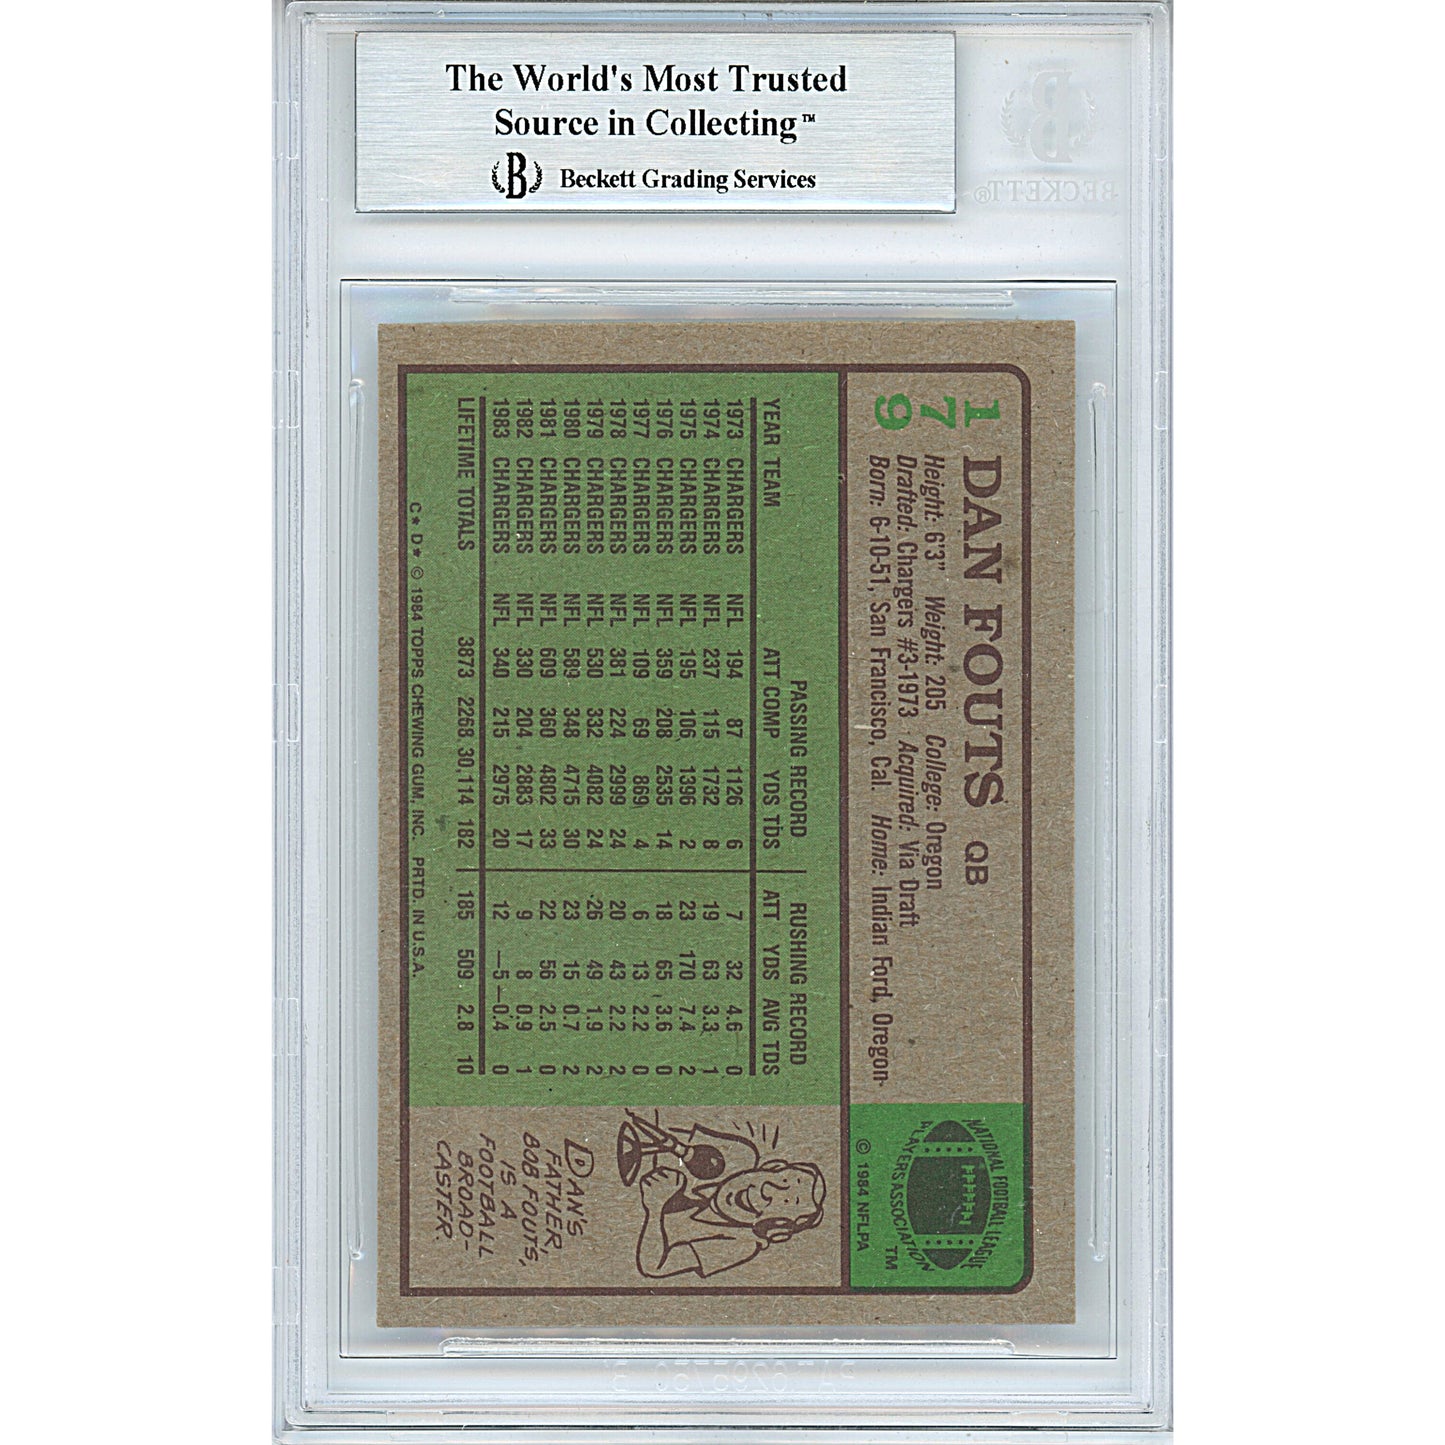 The World's Most Trusted
Source in Collecting™
B Beckett Grading Services
B
BECKETT®
179
DAN FOUTS QB
Height: 6'3" Weight: 205 College: Oregon
Drafted: Chargers #3-1973 Acquired: Via Draft
Born: 6-10-51, San Francisco, Cal. Home: Indian Ford, Oregon
NATIONAL FOOTBALL LEAGUE
PLAYERS ASSOCIATION
TM
© 1984 NFLPA
PASSING RECORD RUSHING RECORD
YEAR TEAM ATT COMP YDS TDS ATT YDS AVG TDS
1973 CHARGERS NFL 194 87 1126 6 7 32 4.6 0
1974 CHARGERS NFL 237 115 1732 8 19 63 3.3 1
1975 CHARGERS NFL 195 106 1396 2 23 170 7.4 2
1976 CHARGERS NFL 359 208 2535 14 18 65 3.6 0
1977 CHARGERS NFL 109 69 869 4 6 13 2.2 0
1978 CHARGERS NFL 381 224 2999 24 20 43 2.2 2
1979 CHARGERS NFL 530 332 4082 24 26 49 1.9 2
1980 CHARGERS NFL 589 348 4715 30 23 15 0.7 2
1981 CHARGERS NFL 609 360 4802 33 22 56 2.5 0
1982 CHARGERS NFL 330 204 2883 17 9 8 0.9 1
1983 CHARGERS NFL 340 215 2975 20 12 —5 —0.4 0
LIFETIME TOTALS 3873 2268 30,114 182 185 509 2.8 10
C* D* © 1984 TOPPS CHEWING GUM, INC. PRTD. IN U.S.A.
DAN'S
FATHER,
BOB FOUTS,
IS A
FOOTBALL
BROAD-
CASTER.